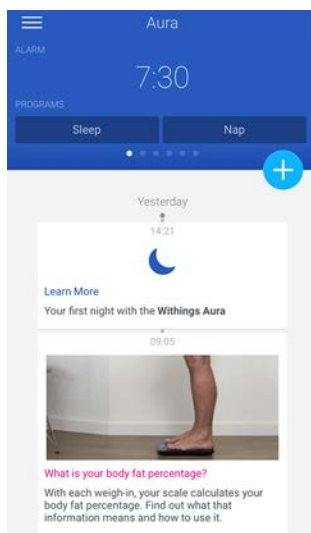 Aura
ALARM
7:30
PROGRAMS
Sleep Nap
Yesterday
14:21
Learn More
Your first night with the Withings Aura
09:05
What is your body fat percentage?
With each weigh-in, your scale calculates your
body fat percentage. Find out what that
information means and how to use it.